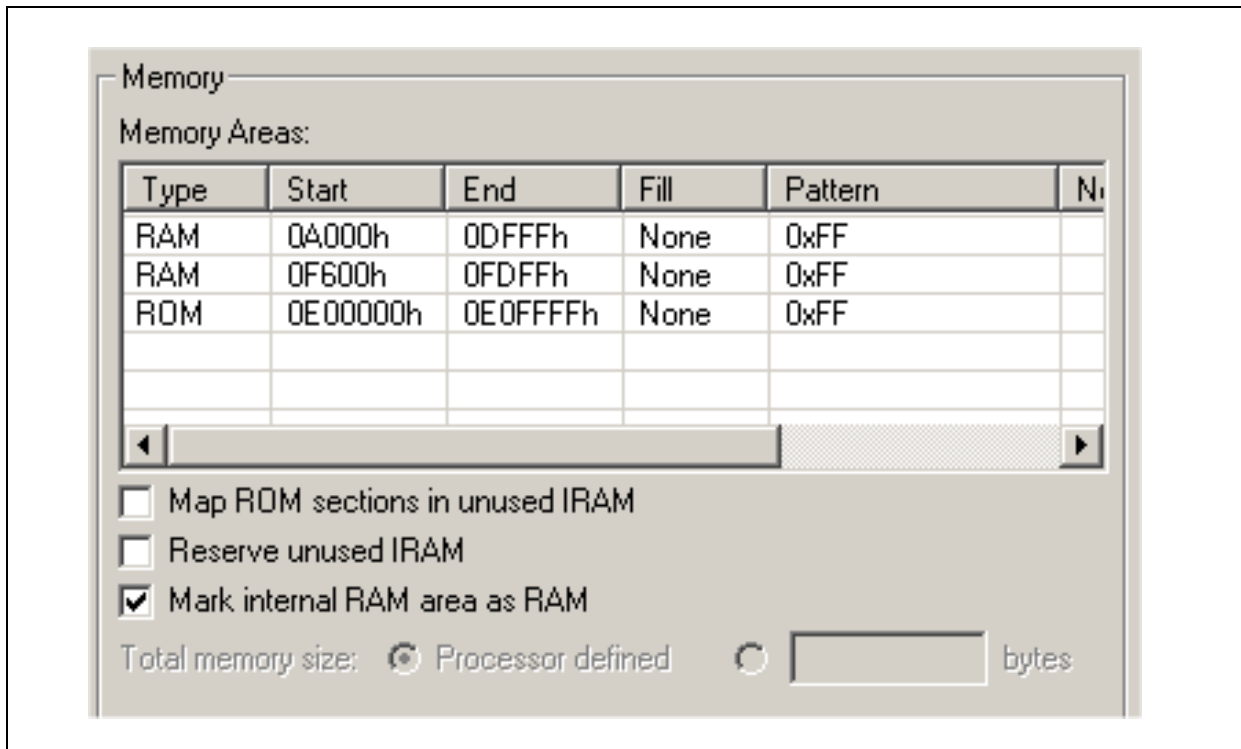 Memory
Memory Areas:
Type Start End Fill Pattern
RAM 0A000h 0DFFFh None 0xFF
RAM 0F600h 0FDFFh None 0xFF
ROM 0E00000h 0E0FFFFh None 0xFF
Map ROM sections in unused IRAM
Reserve unused IRAM
Mark internal RAM area as RAM
Total memory size: Processor defined bytes